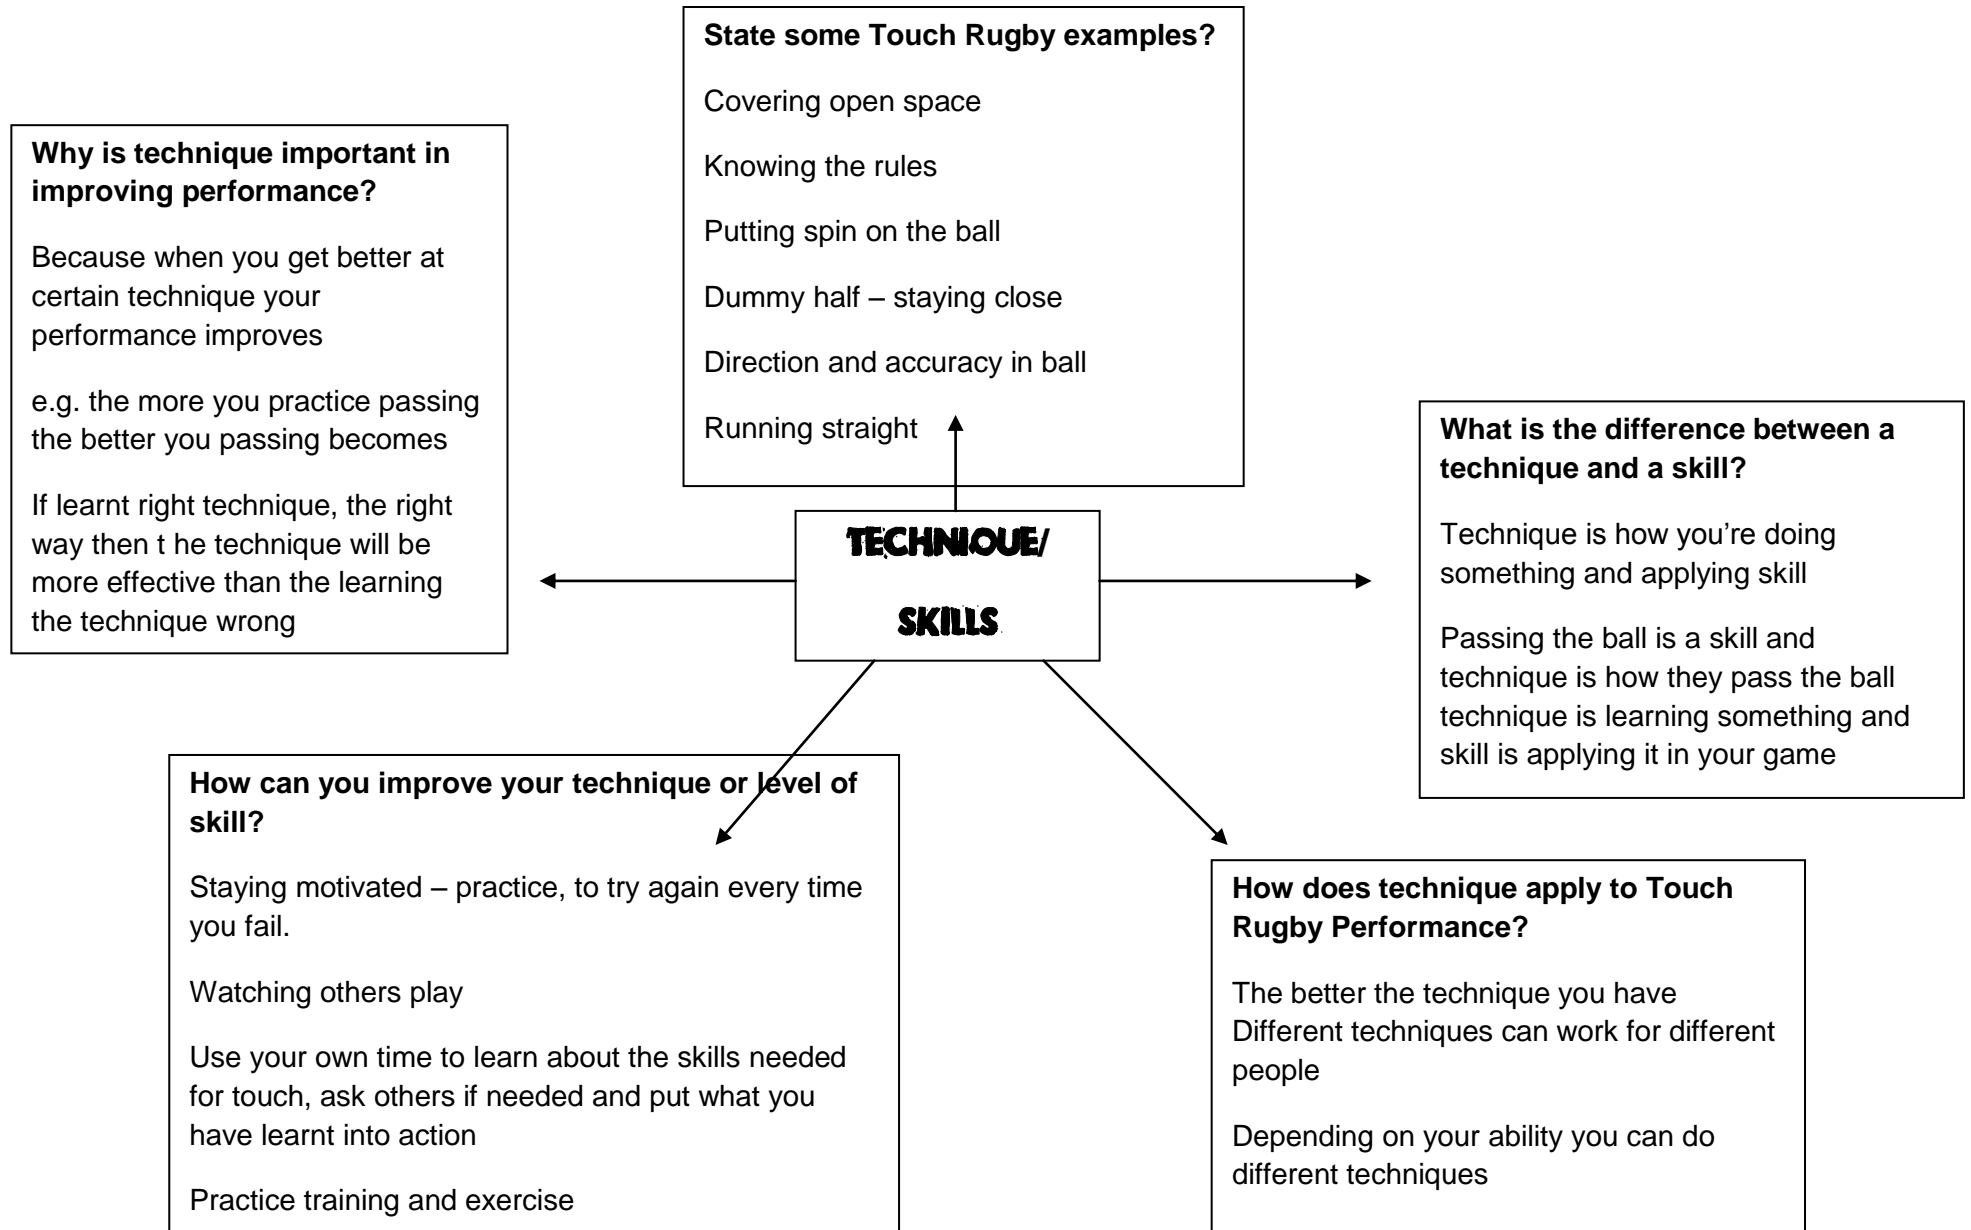 State some Touch Rugby examples?
Covering open space
Knowing the rules
Putting spin on the ball
Dummy half – staying close
Direction and accuracy in ball
Running straight
Why is technique important in
improving performance?
Because when you get better at
certain technique your
performance improves
e.g. the more you practice passing
the better you passing becomes
If learnt right technique, the right
way then t he technique will be
more effective than the learning
the technique wrong
TECHNIQUE/
SKILLS
What is the difference between a
technique and a skill?
Technique is how you’re doing
something and applying skill
Passing the ball is a skill and
technique is how they pass the ball
technique is learning something and
skill is applying it in your game
How can you improve your technique or level of
skill?
Staying motivated – practice, to try again every time
you fail.
Watching others play
Use your own time to learn about the skills needed
for touch, ask others if needed and put what you
have learnt into action
Practice training and exercise
How does technique apply to Touch
Rugby Performance?
The better the technique you have
Different techniques can work for different
people
Depending on your ability you can do
different techniques